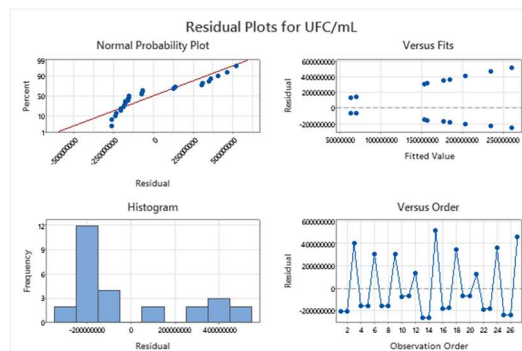 Residual Plots for UFC/mL
Normal Probability Plot
Versus Fits
99
90
50
10
1
Percent
-500000000
-250000000
0
250000000
500000000
Residual
600000000
400000000
200000000
0
-200000000
Residual
50000000
100000000
150000000
200000000
250000000
Fitted Value
Histogram
Versus Order
12
9
6
3
0
Frequency
-200000000
0
200000000
400000000
Residual
600000000
400000000
200000000
0
-200000000
Residual
2 4 6 8 10 12 14 16 18 20 22 24 26
Observation Order